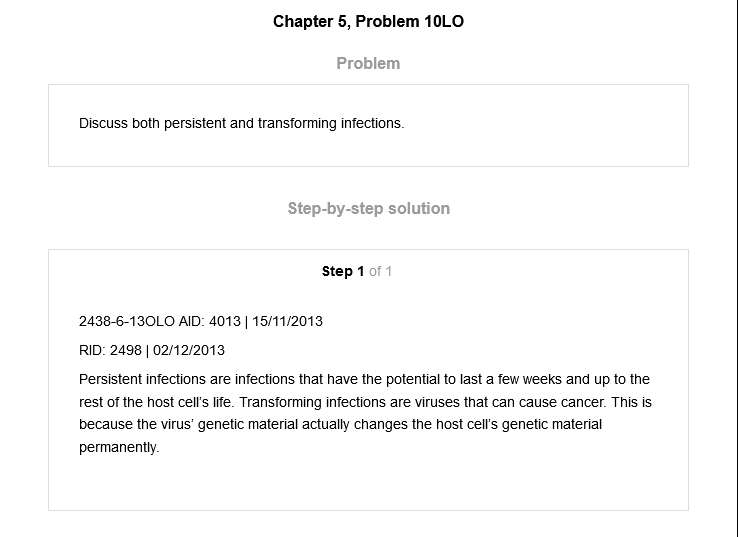 Chapter 5, Problem 10LO
Problem
Discuss both persistent and transforming infections.
Step-by-step solution
Step 1 of 1
2438-6-13OLO AID: 4013 | 15/11/2013
RID: 2498 | 02/12/2013
Persistent infections are infections that have the potential to last a few weeks and up to the
rest of the host cell's life. Transforming infections are viruses that can cause cancer. This is
because the virus' genetic material actually changes the host cell's genetic material
permanently.